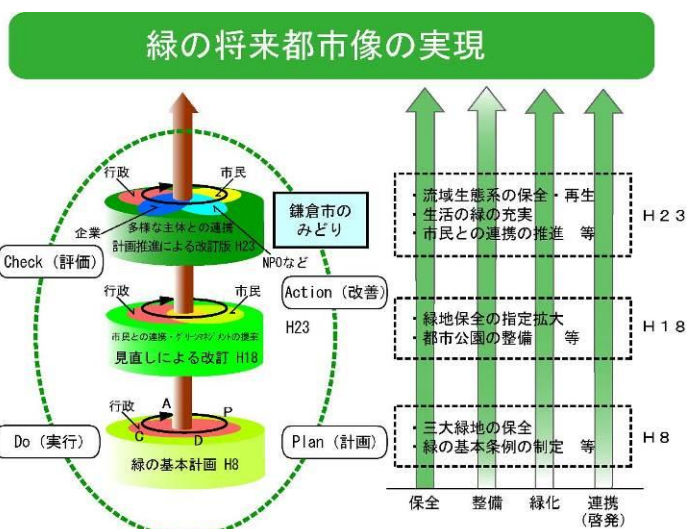 緑の将来都市像の実現
行政
市民
企業
NPOなど
多様な主体との連携
計画推進による改訂版 H23
鎌倉市の
みどり
Check (評価)
Action (改善)
H23
行政
市民
市民との連携・グリーンマネジメントの提案
見直しによる改訂 H18
行政
A
P
C
D
緑の基本計画 H8
Do (実行)
Plan (計画)
・流域生態系の保全・再生
・生活の緑の充実
・市民との連携の推進 等
H23
・緑地保全の指定拡大
・都市公園の整備 等
H18
・三大緑地の保全
・緑の基本条例の制定 等
H8
保全
整備
緑化
連携
(啓発)